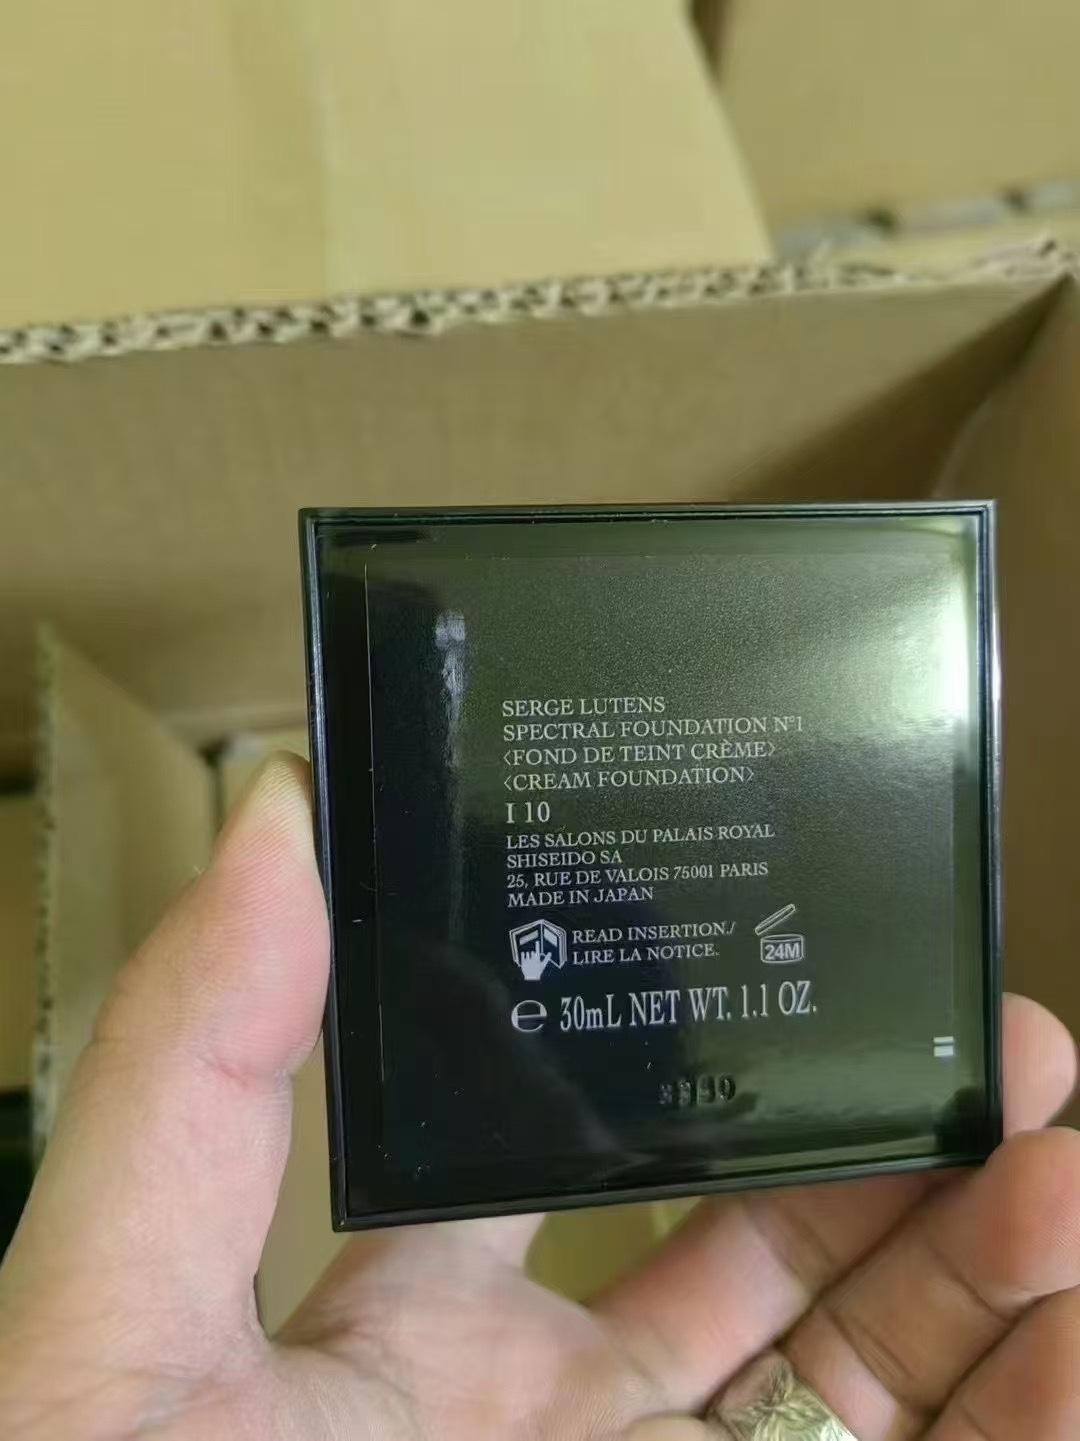 SERGE LUTENS
SPECTRAL FOUNDATION N°1
<FOND DE TEINT CRÈME>
<CREAM FOUNDATION>
I 10
LES SALONS DU PALAIS ROYAL
SHISEIDO SA
25, RUE DE VALOIS 75001 PARIS
MADE IN JAPAN
READ INSERTION./
LIRE LA NOTICE.
24M
℮ 30mL NET WT. 1.1 OZ.